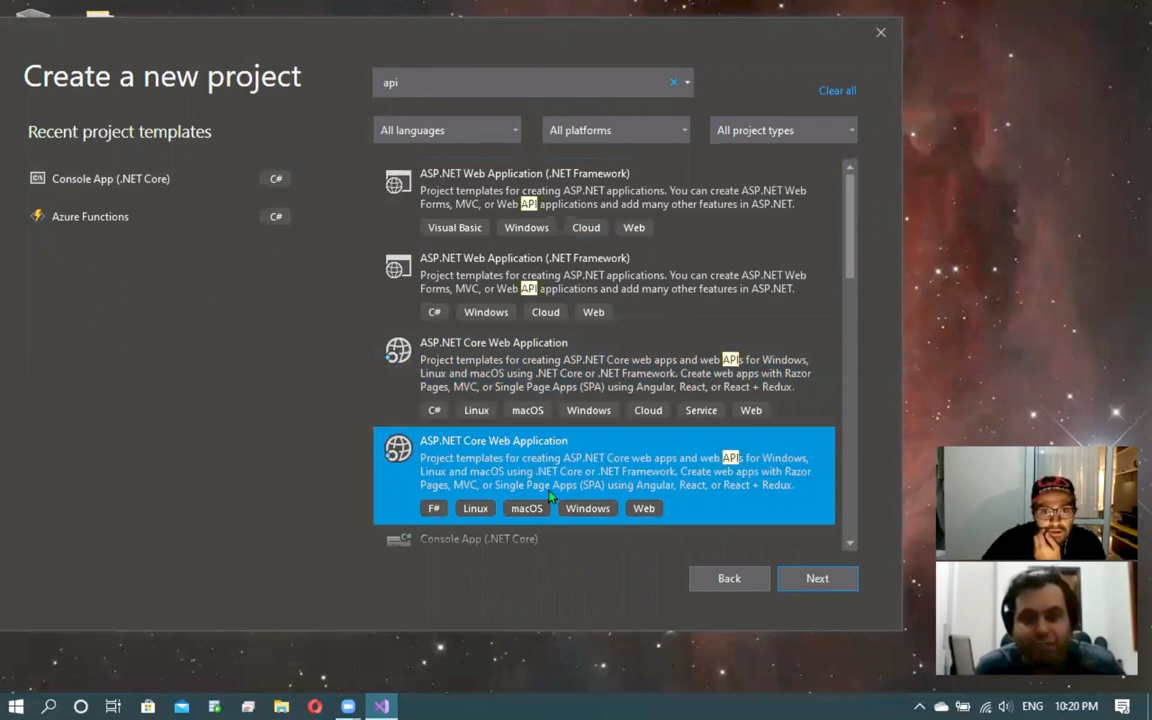 Create a new project
Recent project templates
Console App (.NET Core) C#
Azure Functions C#
api
Clear all
All languages
All platforms
All project types
ASP.NET Web Application (.NET Framework)
Project templates for creating ASP.NET applications. You can create ASP.NET Web
Forms, MVC, or Web API applications and add many other features in ASP.NET.
Visual Basic Windows Cloud Web
ASP.NET Web Application (.NET Framework)
Project templates for creating ASP.NET applications. You can create ASP.NET Web
Forms, MVC, or Web API applications and add many other features in ASP.NET.
C# Windows Cloud Web
ASP.NET Core Web Application
Project templates for creating ASP.NET Core web apps and web APIs for Windows,
Linux and macOS using .NET Core or .NET Framework. Create web apps with Razor
Pages, MVC, or Single Page Apps (SPA) using Angular, React, or React + Redux.
C# Linux macOS Windows Cloud Service Web
ASP.NET Core Web Application
Project templates for creating ASP.NET Core web apps and web APIs for Windows,
Linux and macOS using .NET Core or .NET Framework. Create web apps with Razor
Pages, MVC, or Single Page Apps (SPA) using Angular, React, or React + Redux.
F# Linux macOS Windows Web
Console App (.NET Core)
Back
Next
ENG 10:20 PM